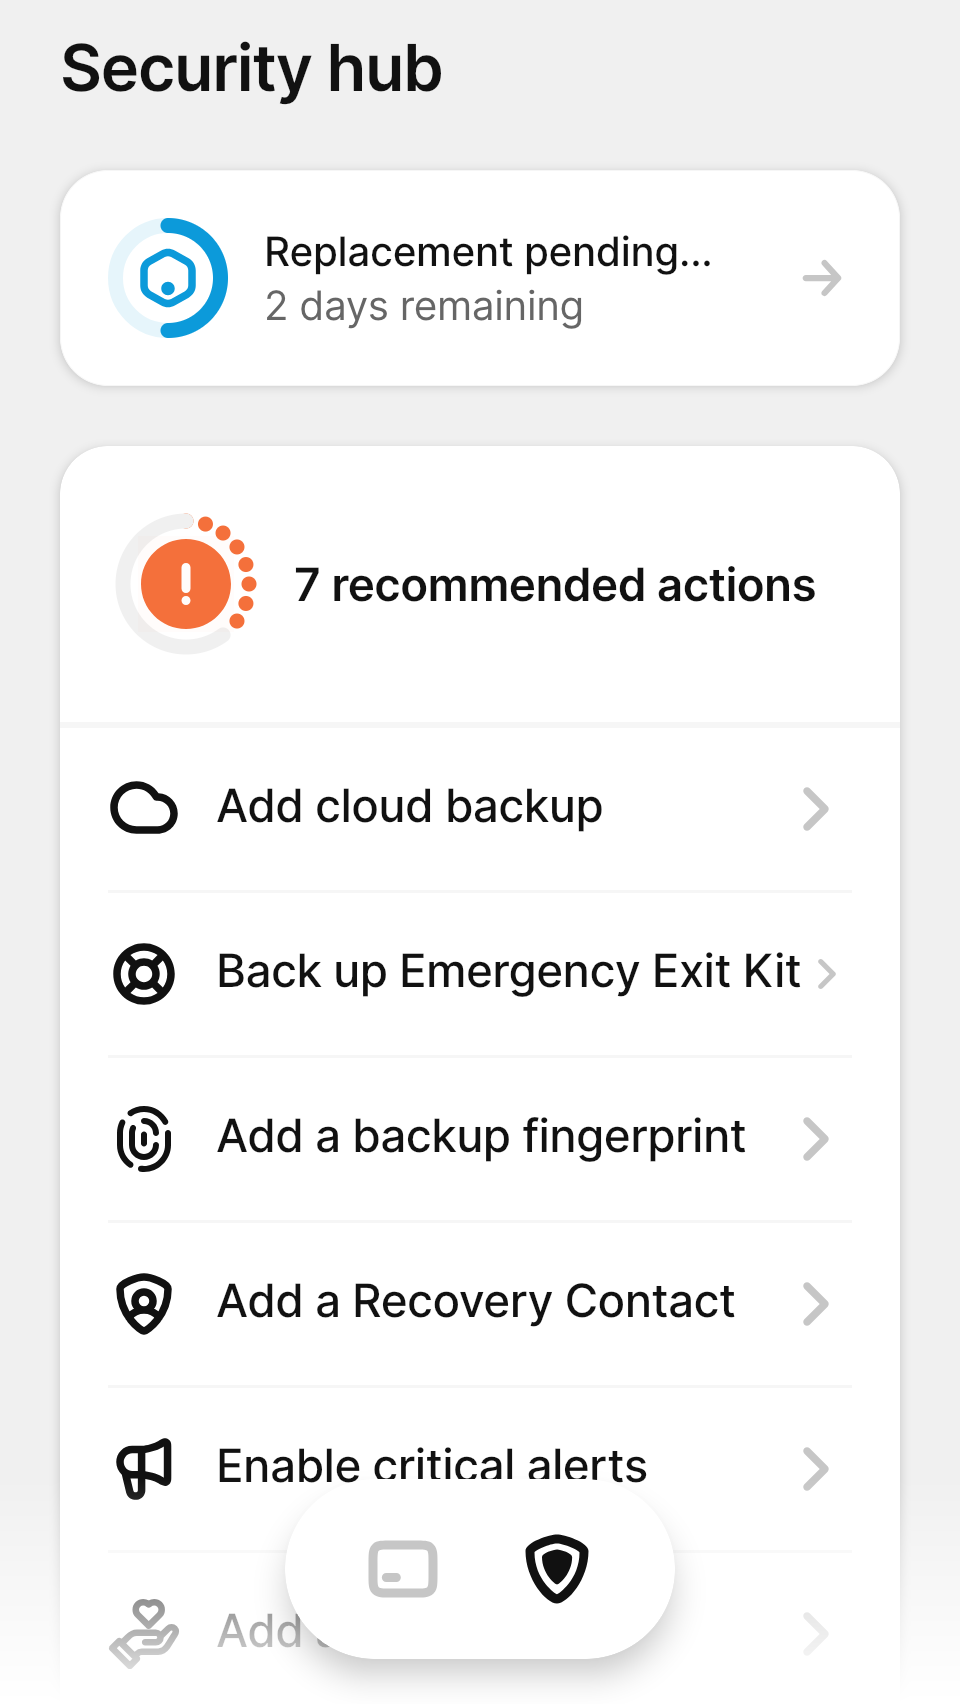 Security hub
Replacement pending...
2 days remaining
7 recommended actions
Add cloud backup
Back up Emergency Exit Kit
Add a backup fingerprint
Add a Recovery Contact
Enable critical alerts
Add